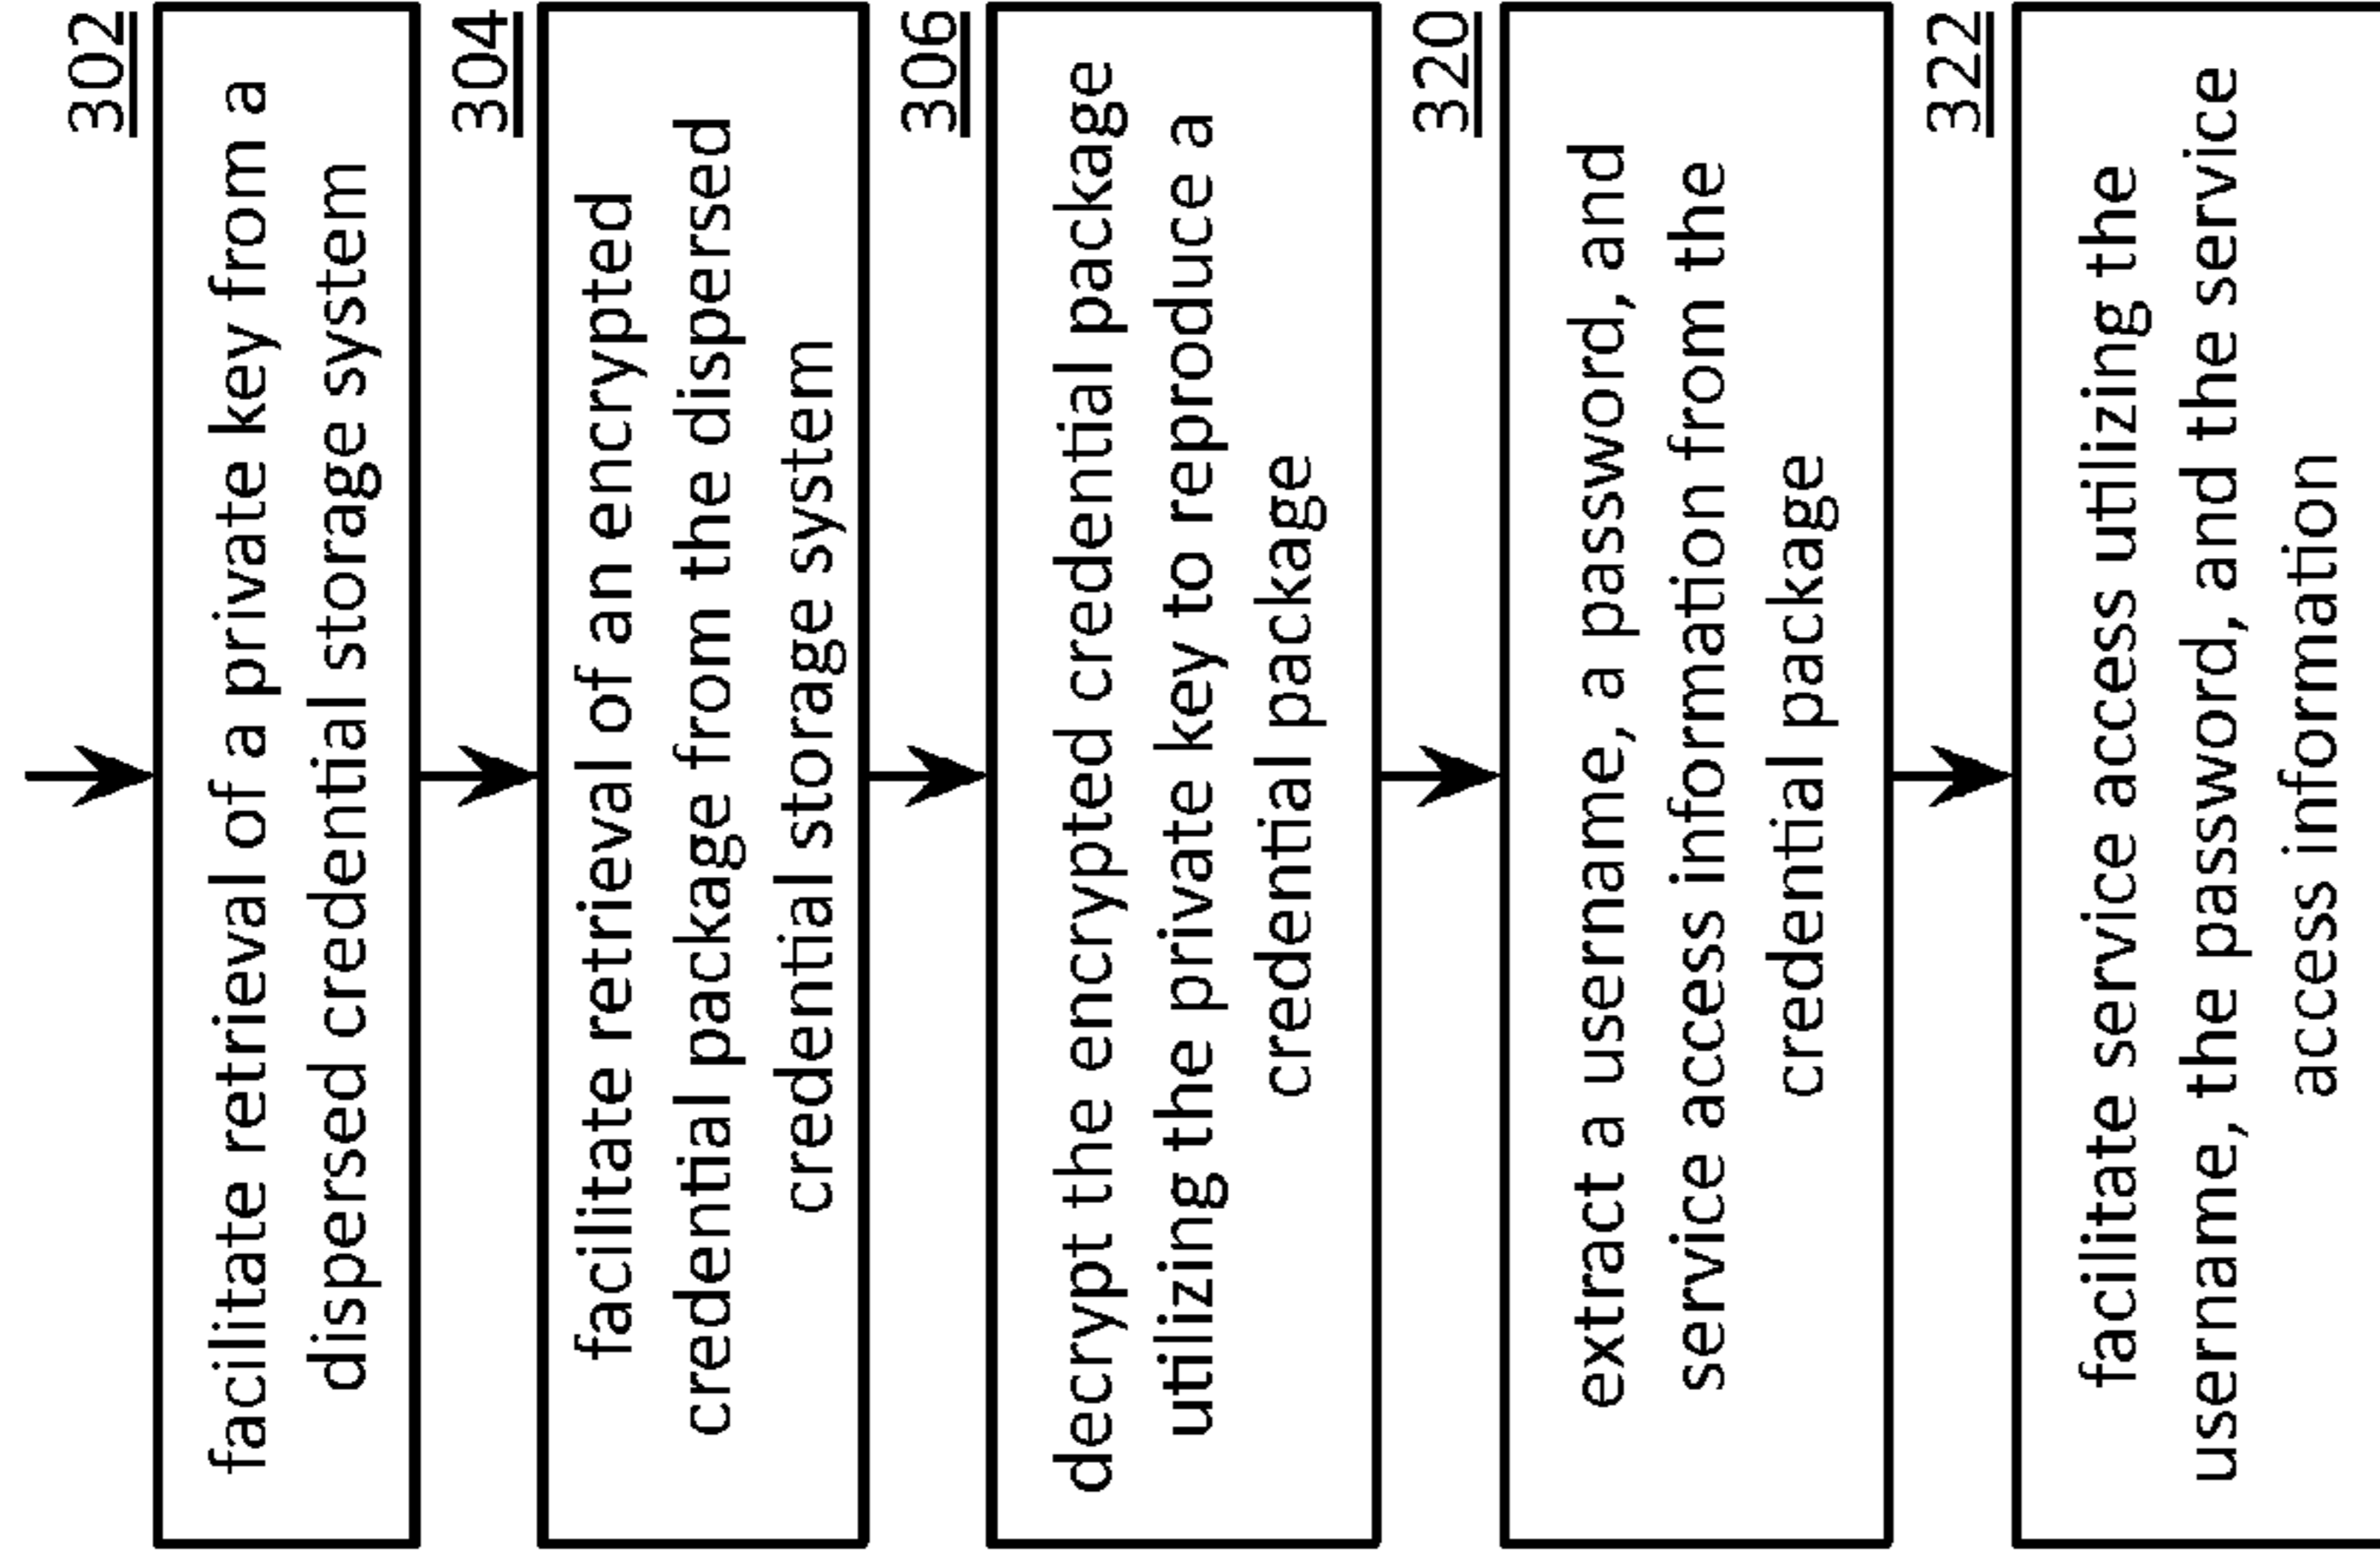 302
facilitate retrieval of a private key from a
dispersed credential storage system
304
facilitate retrieval of an encrypted
credential package from the dispersed
credential storage system
306
decrypt the encrypted credential package
utilizing the private key to reproduce a
credential package
320
extract a username, a password, and
service access information from the
credential package
322
facilitate service access utilizing the
username, the password, and the service
access information